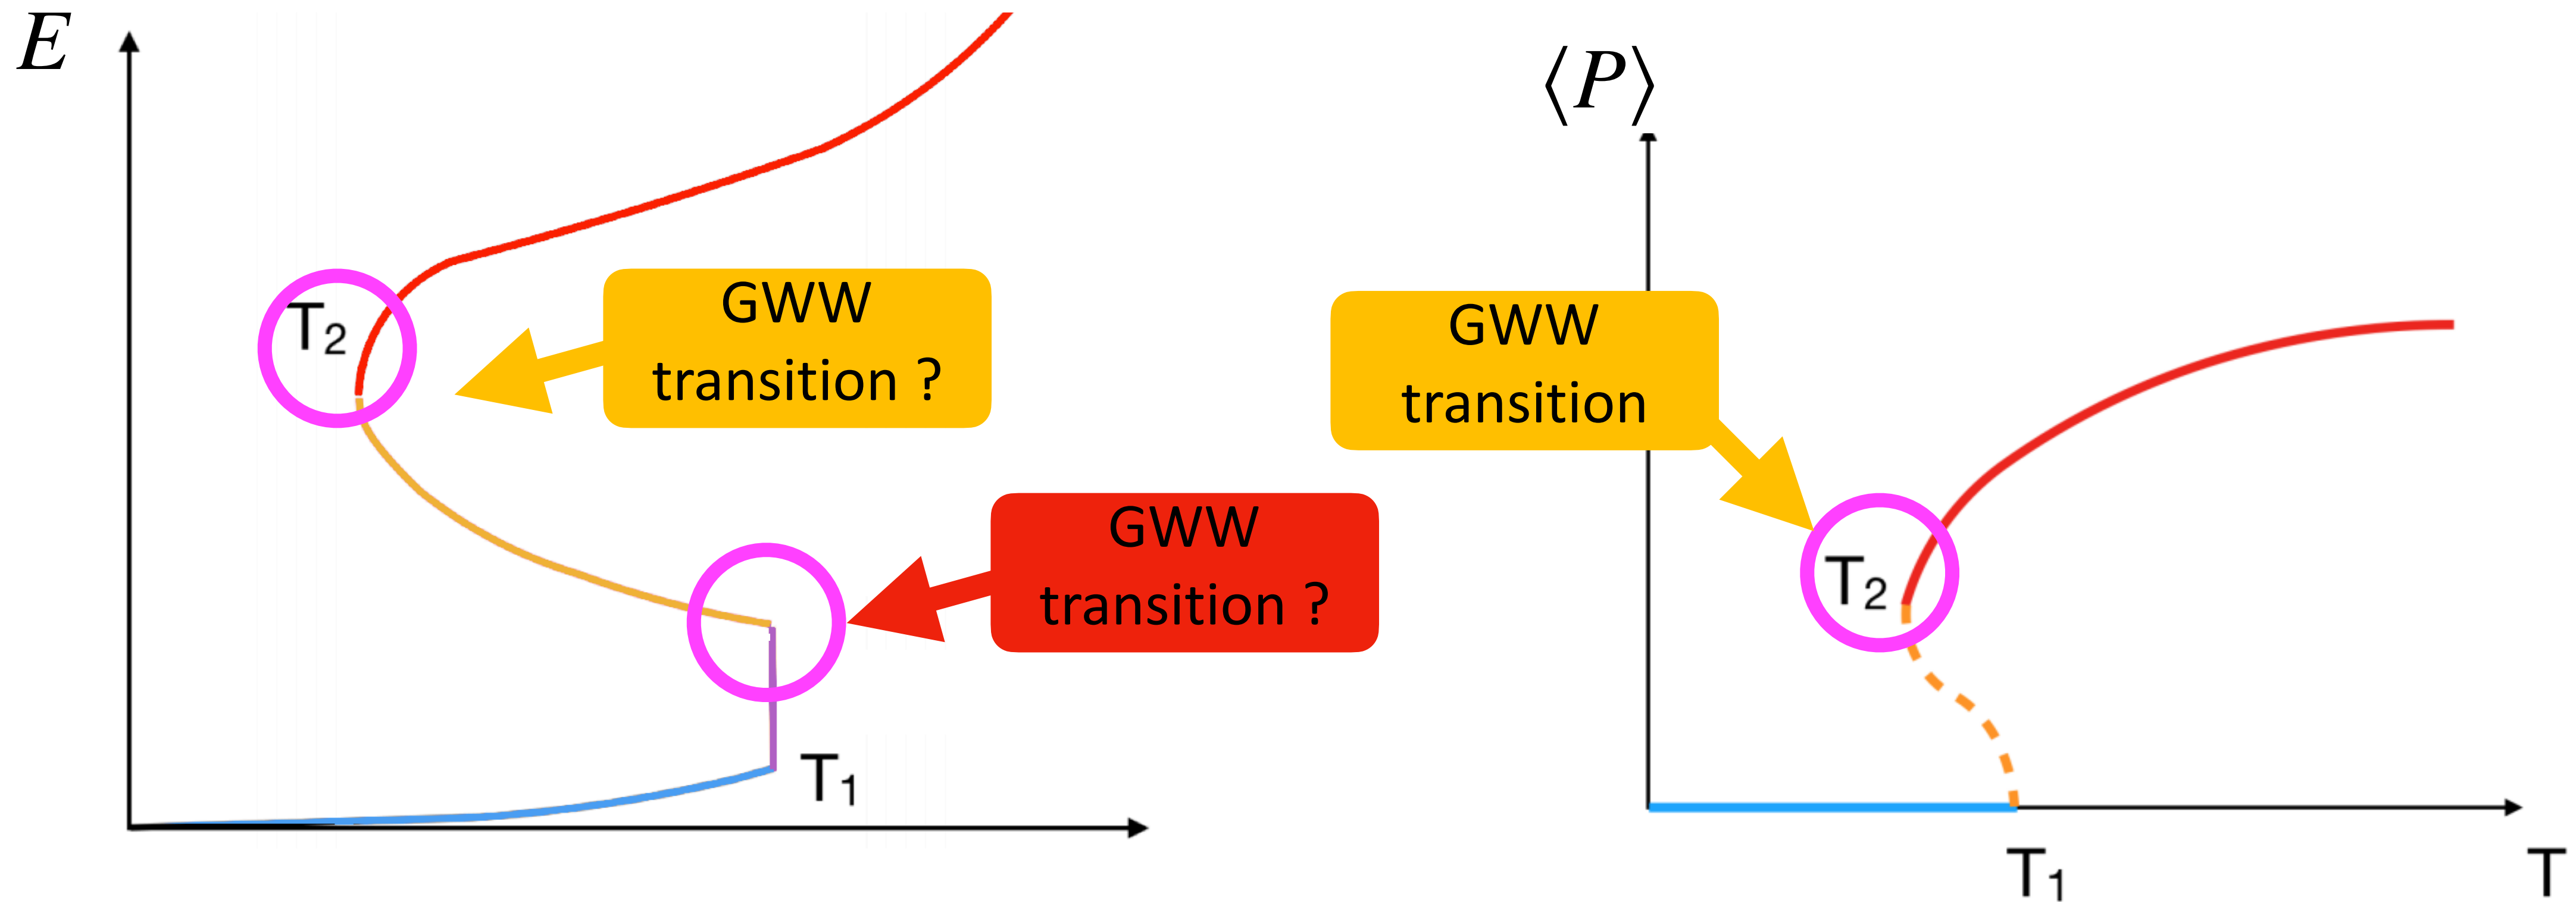 E
T₂
GWW
transition ?
GWW
transition ?
T₁
⟨P⟩
GWW
transition
T₂
T₁
T